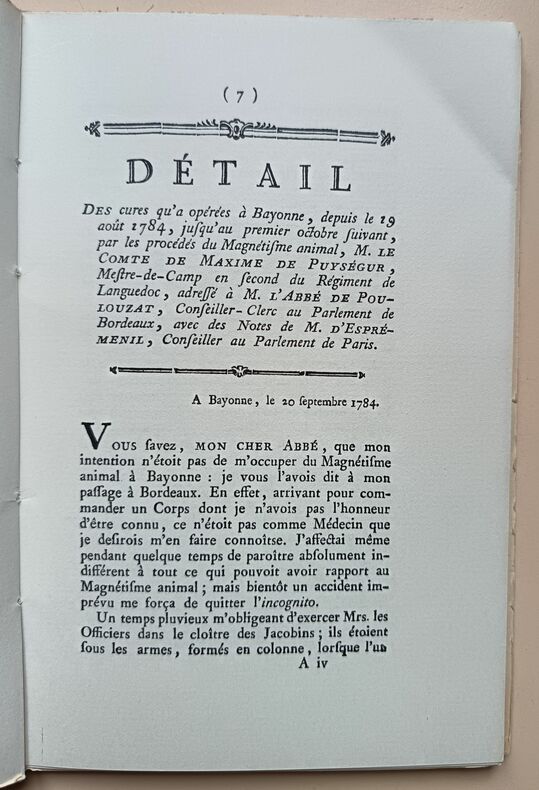 ( 7 )
DÉTAIL
DES cures qu'a opérées à Bayonne, depuis le 19
août 1784, juſqu'au premier octobre ſuivant,
par les procédés du Magnétiſme animal, M. LE
COMTE DE MAXIME DE PUYSÉGUR,
Meſtre-de-Camp en ſecond du Régiment de
Languedoc, adreſſé à M. L'ABBÉ DE POU-
LOUZAT, Conſeiller-Clerc au Parlement de
Bordeaux, avec des Notes de M. D'ESPRÉ-
MENIL, Conſeiller au Parlement de Paris.
A Bayonne, le 20 ſeptembre 1784.
VOUS ſavez, MON CHER ABBÉ, que mon
intention n'étoit pas de m'occuper du Magnétiſme
animal à Bayonne : je vous l'avois dit à mon
paſſage à Bordeaux. En effet, arrivant pour com-
mander un Corps dont je n'avois pas l'honneur
d'être connu, ce n'étoit pas comme Médecin que
je deſirois m'en faire connoîtse. J'affectai même
pendant quelque temps de paroître abſolument in-
différent à tout ce qui pouvoit avoir rapport au
Magnétiſme animal ; mais bientôt un accident im-
prévu me força de quitter l'incognito.
Un temps pluvieux m'obligeant d'exercer Mrs. les
Officiers dans le cloître des Jacobins ; ils étoient
ſous les armes, formés en colonne, lorſque l'un
A iv